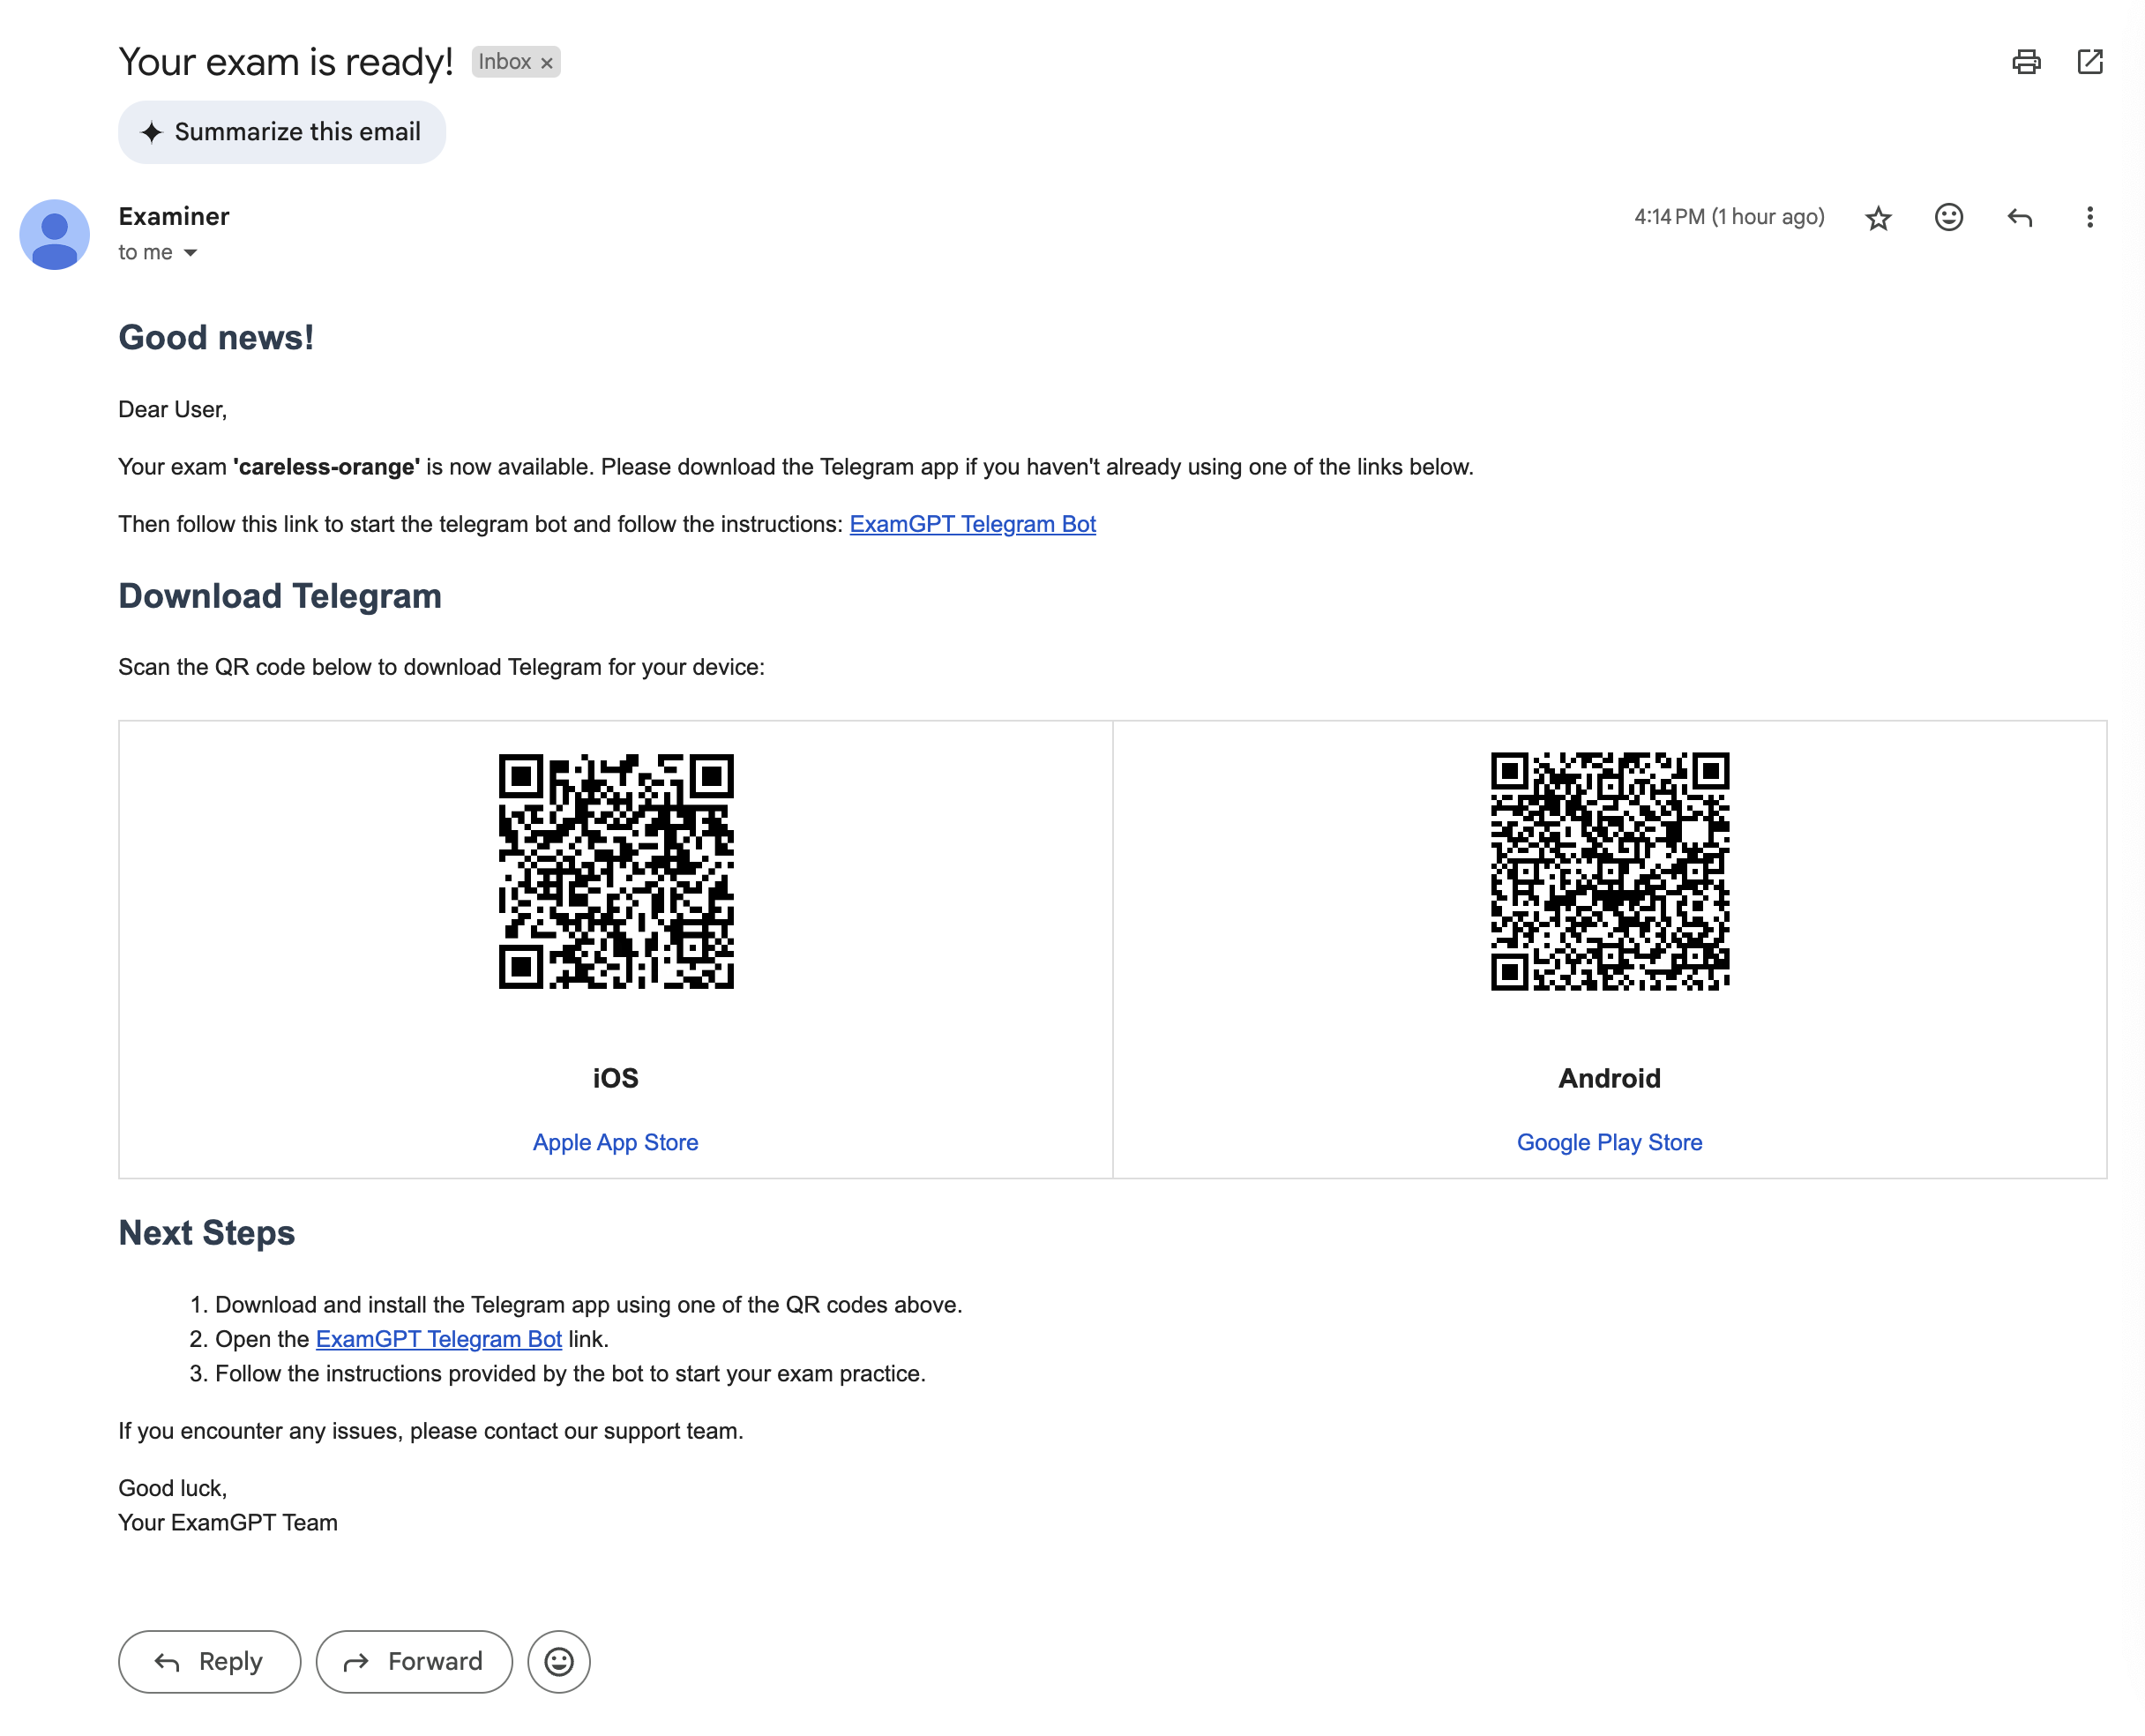 Your exam is ready! Inbox ×
Summarize this email
Examiner
4:14 PM (1 hour ago)
to me
Good news!
Dear User,
Your exam 'careless-orange' is now available. Please download the Telegram app if you haven't already using one of the links below.
Then follow this link to start the telegram bot and follow the instructions: ExamGPT Telegram Bot
Download Telegram
Scan the QR code below to download Telegram for your device:
iOS
Apple App Store
Android
Google Play Store
Next Steps
1. Download and install the Telegram app using one of the QR codes above.
2. Open the ExamGPT Telegram Bot link.
3. Follow the instructions provided by the bot to start your exam practice.
If you encounter any issues, please contact our support team.
Good luck,
Your ExamGPT Team
Reply
Forward